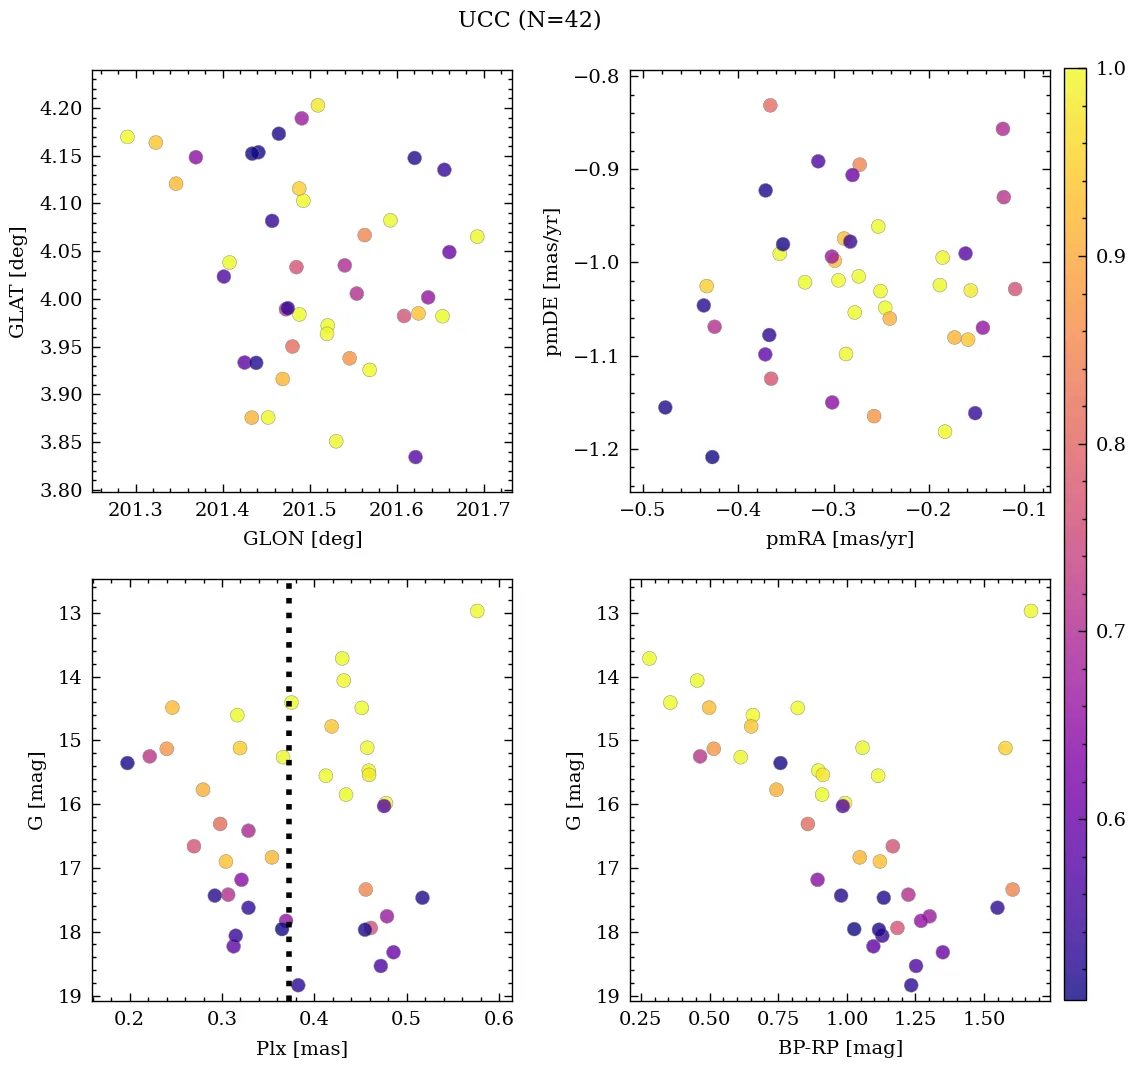 UCC (N=42)
4.20
4.15
4.10
4.05
4.00
3.95
3.90
3.85
3.80
GLAT [deg]
201.3 201.4 201.5 201.6 201.7
GLON [deg]
−0.8
−0.9
−1.0
−1.1
−1.2
pmDE [mas/yr]
−0.5 −0.4 −0.3 −0.2 −0.1
pmRA [mas/yr]
13
14
15
16
17
18
19
G [mag]
0.2 0.3 0.4 0.5 0.6
Plx [mas]
13
14
15
16
17
18
19
G [mag]
0.25 0.50 0.75 1.00 1.25 1.50
BP-RP [mag]
1.0
0.9
0.8
0.7
0.6